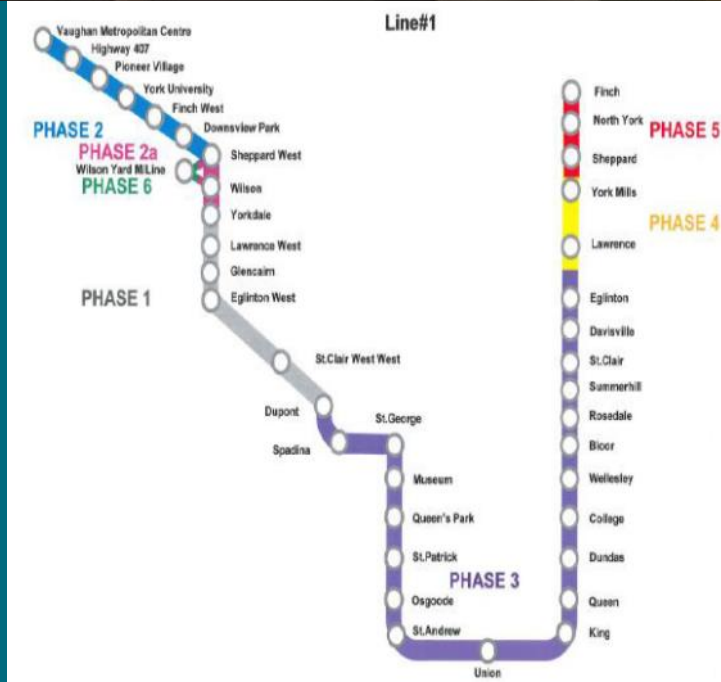 Line#1
Vaughan Metropolitan Centre
Highway 407
Pioneer Village
York University
Finch West
Downsview Park
PHASE 2
PHASE 2a
Sheppard West
Wilson Yard M/Line
PHASE 6
Wilson
Yorkdale
Lawrence West
Glencairn
PHASE 1
Eglinton West
St.Clair West West
Dupont
St.George
Spadina
Museum
Queen's Park
St.Patrick
PHASE 3
Osgoode
St.Andrew
Union
Finch
North York
PHASE 5
Sheppard
York Mills
PHASE 4
Lawrence
Eglinton
Davisville
St.Clair
Summerhill
Rosedale
Bloor
Wellesley
College
Dundas
Queen
King